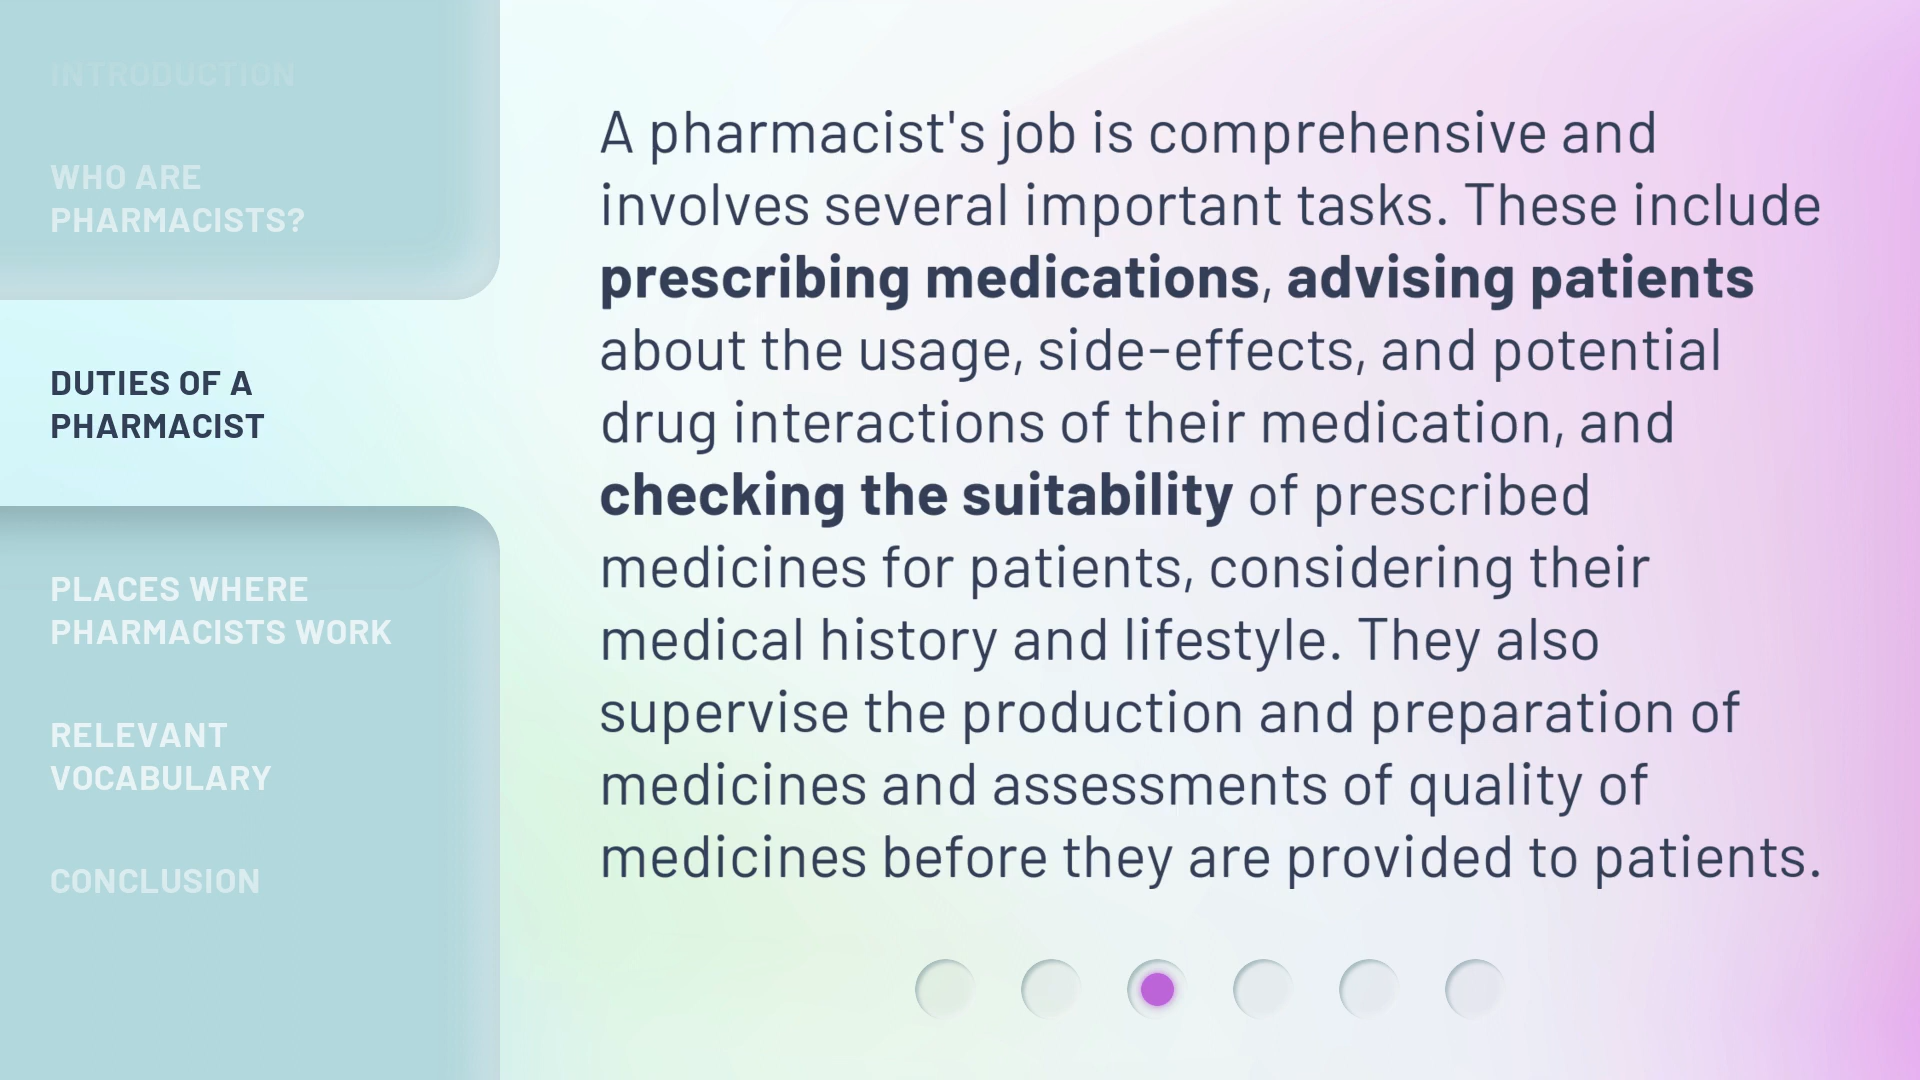 INTRODUCTION
WHO ARE
PHARMACISTS?
DUTIES OF A
PHARMACIST
PLACES WHERE
PHARMACISTS WORK
RELEVANT
VOCABULARY
CONCLUSION
A pharmacist's job is comprehensive and
involves several important tasks. These include
prescribing medications, advising patients
about the usage, side-effects, and potential
drug interactions of their medication, and
checking the suitability of prescribed
medicines for patients, considering their
medical history and lifestyle. They also
supervise the production and preparation of
medicines and assessments of quality of
medicines before they are provided to patients.